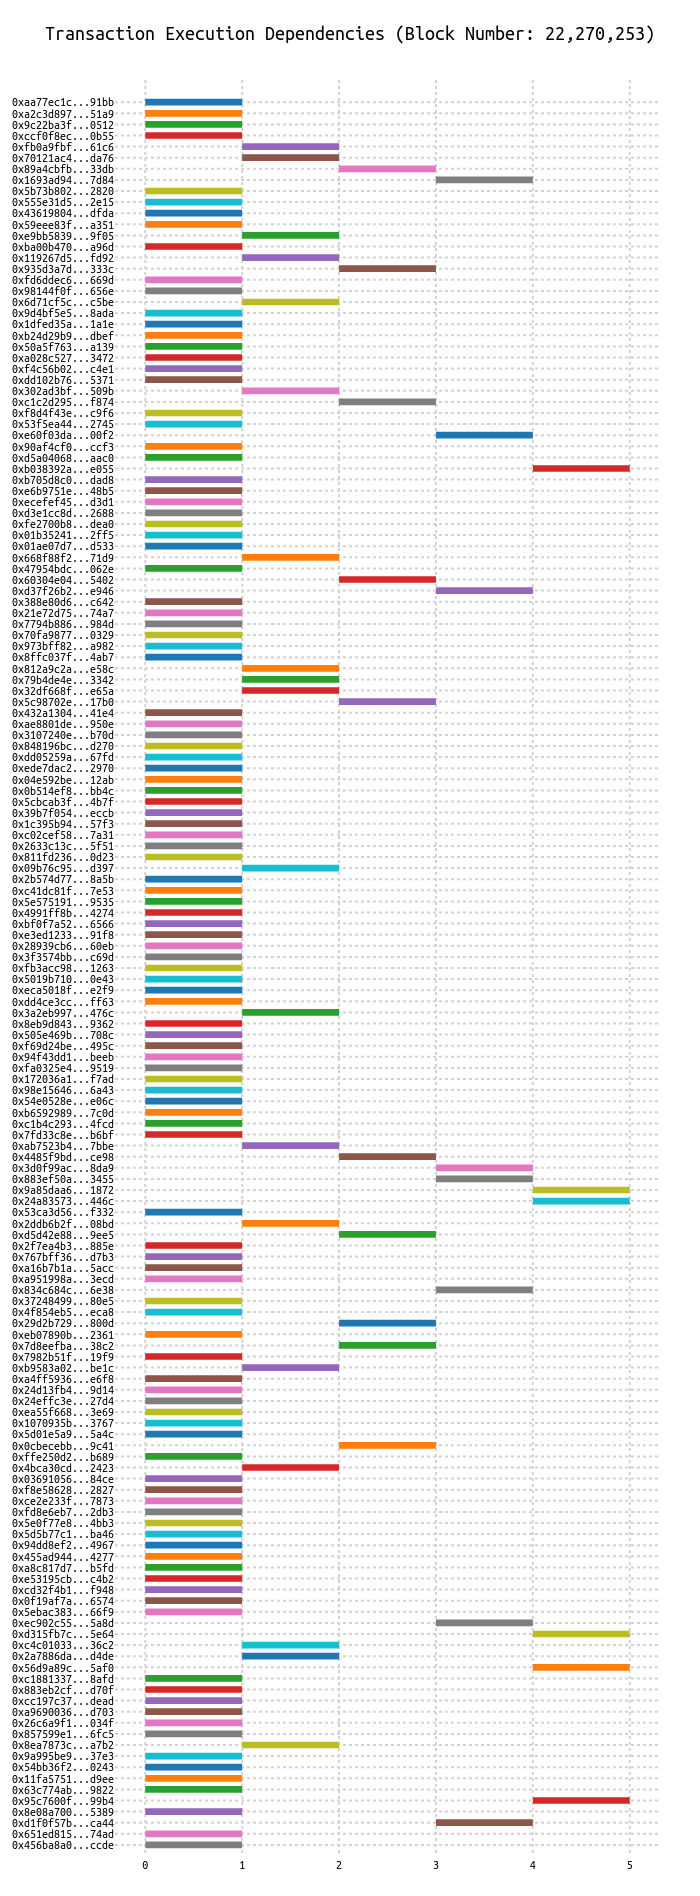 Transaction Execution Dependencies (Block Number: 22,270,253)
0xaa77ec1c...91bb
0xa2c3d897...51a9
0x9c22ba3f...0512
0xccf0f8ec...0b55
0xfb0a9fbf...61c6
0x70121ac4...da76
0x89a4cbfb...33db
0x1693ad94...7d84
0x5b73b802...2820
0x555e31d5...2e15
0x43619804...dfda
0x59eee83f...a351
0xe9bb5839...9f05
0xba00b470...a96d
0x119267d5...fd92
0x935d3a7d...333c
0xfd6ddec6...669d
0x98144f0f...656e
0x6d71cf5c...c5be
0x9d4bf5e5...8ada
0x1dfed35a...1a1e
0xb24d29b9...dbef
0x50a5f763...a139
0xa028c527...3472
0xf4c56b02...c4e1
0xdd102b76...5371
0x302ad3bf...509b
0xc1c2d295...f874
0xf8d4f43e...c9f6
0x53f5ea44...2745
0xe60f03da...00f2
0x90af4cf0...ccf3
0xd5a04068...aac0
0xb038392a...e055
0xb705d8c0...dad8
0xe6b9751e...48b5
0xecefef45...d3d1
0xd3e1cc8d...2688
0xfe2700b8...dea0
0x01b35241...2ff5
0x01ae07d7...d533
0x668f88f2...71d9
0x47954bdc...062e
0x60304e04...5402
0xd37f26b2...e946
0x388e80d6...c642
0x21e72d75...74a7
0x7794b886...984d
0x70fa9877...0329
0x973bff82...a982
0x8ffc037f...4ab7
0x812a9c2a...e58c
0x79b4de4e...3342
0x32df668f...e65a
0x5c98702e...17b0
0x432a1304...41e4
0xae8801de...950e
0x3107240e...b70d
0x848196bc...d270
0xdd05259a...67fd
0xede7dac2...2970
0x04e592be...12ab
0x0b514ef8...bb4c
0x5cbcab3f...4b7f
0x39b7f054...eccb
0x1c395b94...57f3
0xc02cef58...7a31
0x2633c13c...5f51
0x811fd236...0d23
0x09b76c95...d397
0x2b574d77...8a5b
0xc41dc81f...7e53
0x5e575191...9535
0x4991ff8b...4274
0xbf0f7a52...6566
0xe3ed1233...91f8
0x28939cb6...60eb
0x3f3574bb...c69d
0xfb3acc98...1263
0x5019b710...0e43
0xeca5018f...e2f9
0xdd4ce3cc...ff63
0x3a2eb997...476c
0x8eb9d843...9362
0x505e469b...708c
0xf69d24be...495c
0x94f43dd1...beeb
0xfa0325e4...9519
0x172036a1...f7ad
0x98e15646...6a43
0x54e0528e...e06c
0xb6592989...7c0d
0xc1b4c293...4fcd
0x7fd33c8e...b6bf
0xab7523b4...7bbe
0x4485f9bd...ce98
0x3d0f99ac...8da9
0x883ef50a...3455
0x9a85daa6...1872
0x24a83573...446c
0x53ca3d56...f332
0x2ddb6b2f...08bd
0xd5d42e88...9ee5
0x2f7ea4b3...885e
0x767bff36...d7b3
0xa16b7b1a...5acc
0xa951998a...3ecd
0x834c684c...6e38
0x37248499...80e5
0x4f854eb5...eca8
0x29d2b729...800d
0xeb07890b...2361
0x7d8eefba...38c2
0x7982b51f...19f9
0xb9583a02...be1c
0xa4ff5936...e6f8
0x24d13fb4...9d14
0x24effc3e...27d4
0xea55f668...3e69
0x1070935b...3767
0x5d01e5a9...5a4c
0x0cbecebb...9c41
0xffe250d2...b689
0x4bca30cd...2423
0x03691056...84ce
0xf8e58628...2827
0xce2e233f...7873
0xfd8e6eb7...2db3
0x5e0f77e8...4bb3
0x5d5b77c1...ba46
0x94dd8ef2...4967
0x455ad944...4277
0xa8c817d7...b5fd
0xe53195cb...c4b2
0xcd32f4b1...f948
0x0f19af7a...6574
0x5ebac383...66f9
0xec902c55...5a8d
0xd315fb7c...5e64
0xc4c01033...36c2
0x2a7886da...d4de
0x56d9a89c...5af0
0xc1881337...8afd
0x883eb2cf...d70f
0xcc197c37...dead
0xa9690036...d703
0x26c6a9f1...034f
0x857599e1...6fc5
0x8ea7873c...a7b2
0x9a995be9...37e3
0x54bb36f2...0243
0x11fa5751...d9ee
0x63c774ab...9822
0x95c7600f...99b4
0x8e08a700...5389
0xd1f0f57b...ca44
0x651ed815...74ad
0x456ba8a0...ccde
0 1 2 3 4 5